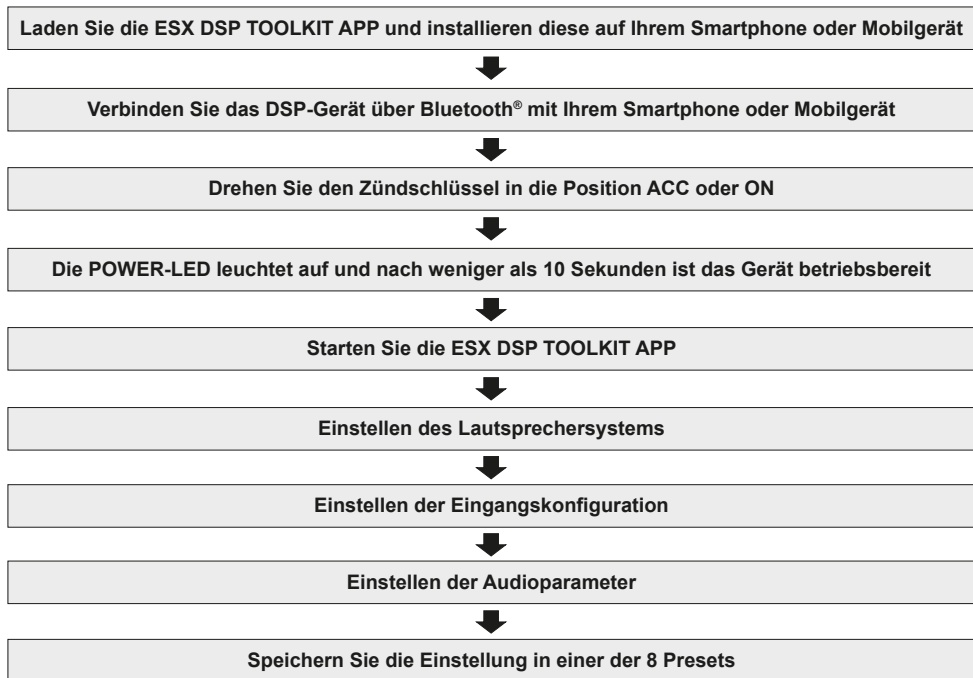 Laden Sie die ESX DSP TOOLKIT APP und installieren diese auf Ihrem Smartphone oder Mobilgerät
Verbinden Sie das DSP-Gerät über Bluetooth® mit Ihrem Smartphone oder Mobilgerät
Drehen Sie den Zündschlüssel in die Position ACC oder ON
Die POWER-LED leuchtet auf und nach weniger als 10 Sekunden ist das Gerät betriebsbereit
Starten Sie die ESX DSP TOOLKIT APP
Einstellen des Lautsprechersystems
Einstellen der Eingangskonfiguration
Einstellen der Audioparameter
Speichern Sie die Einstellung in einer der 8 Presets